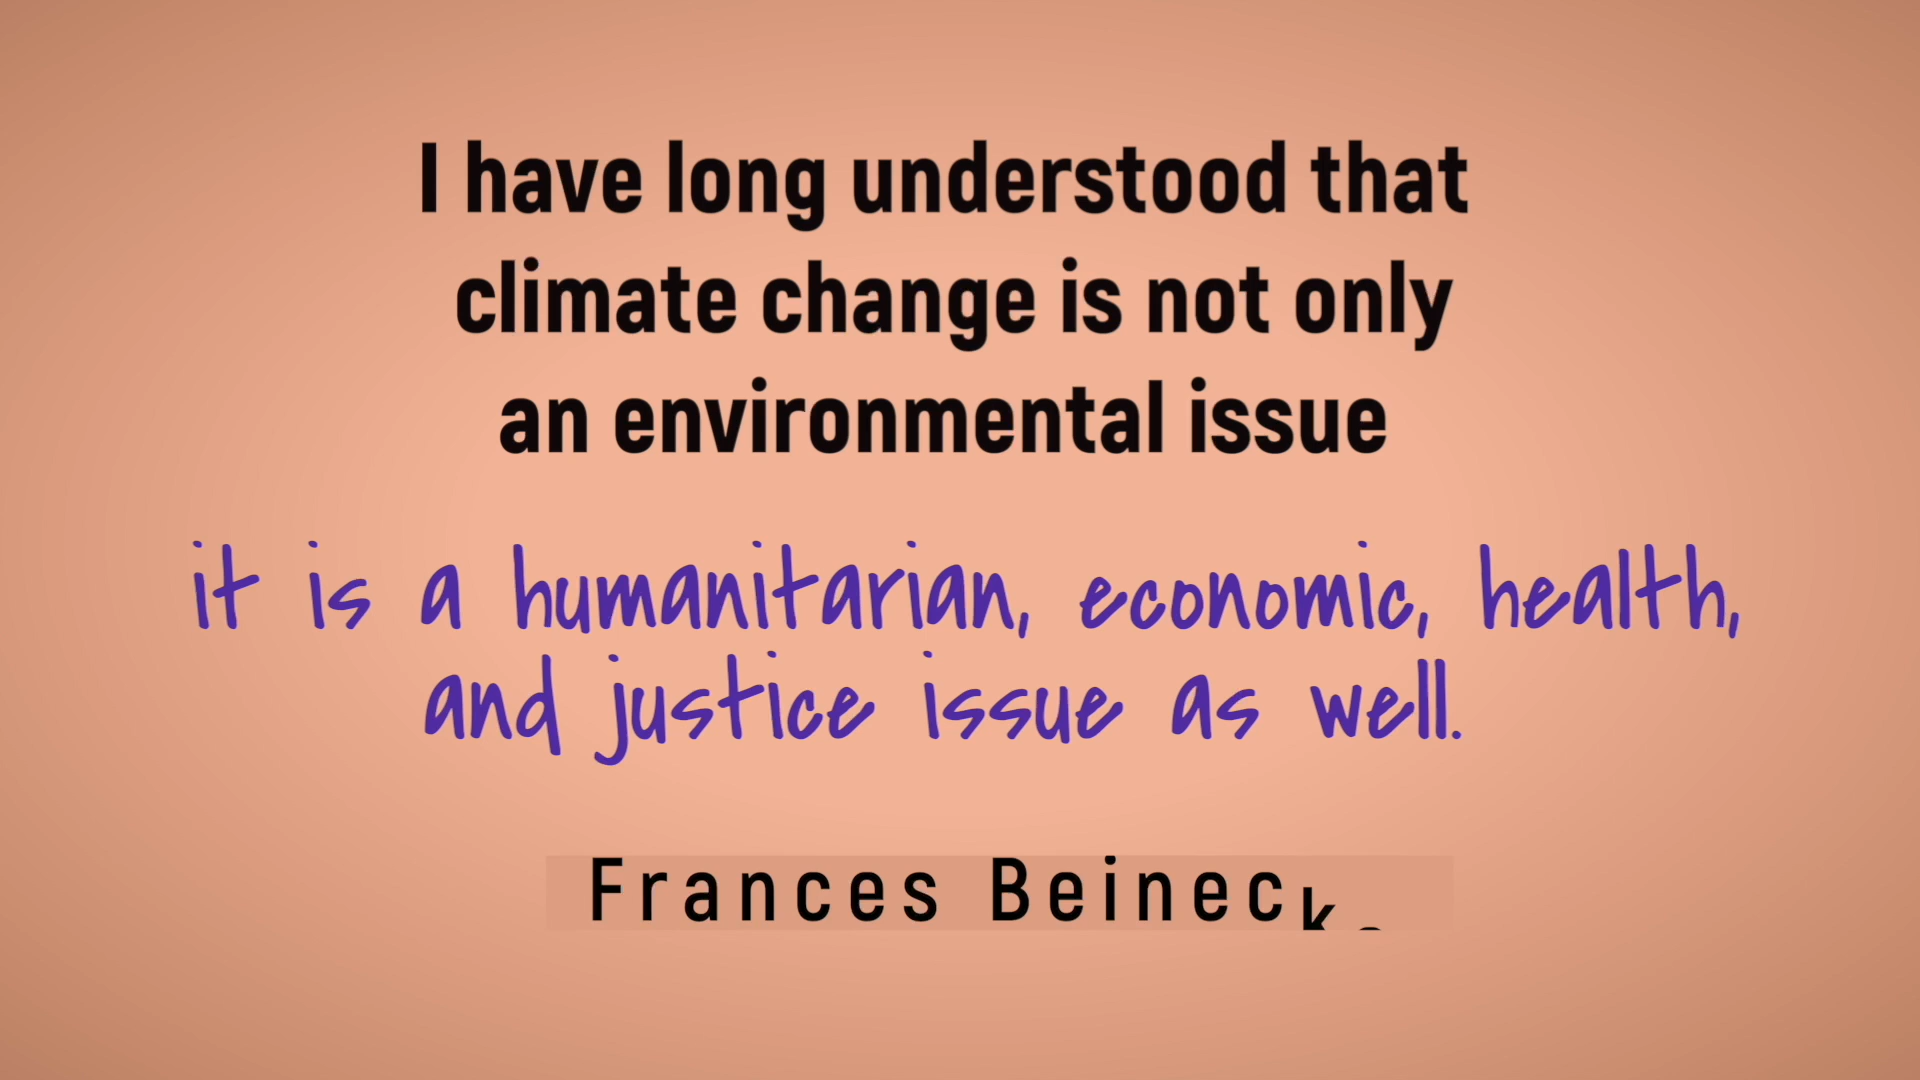 I have long understood that
climate change is not only
an environmental issue
it is a humanitarian, economic, health,
and justice issue as well.
Frances Beinecke